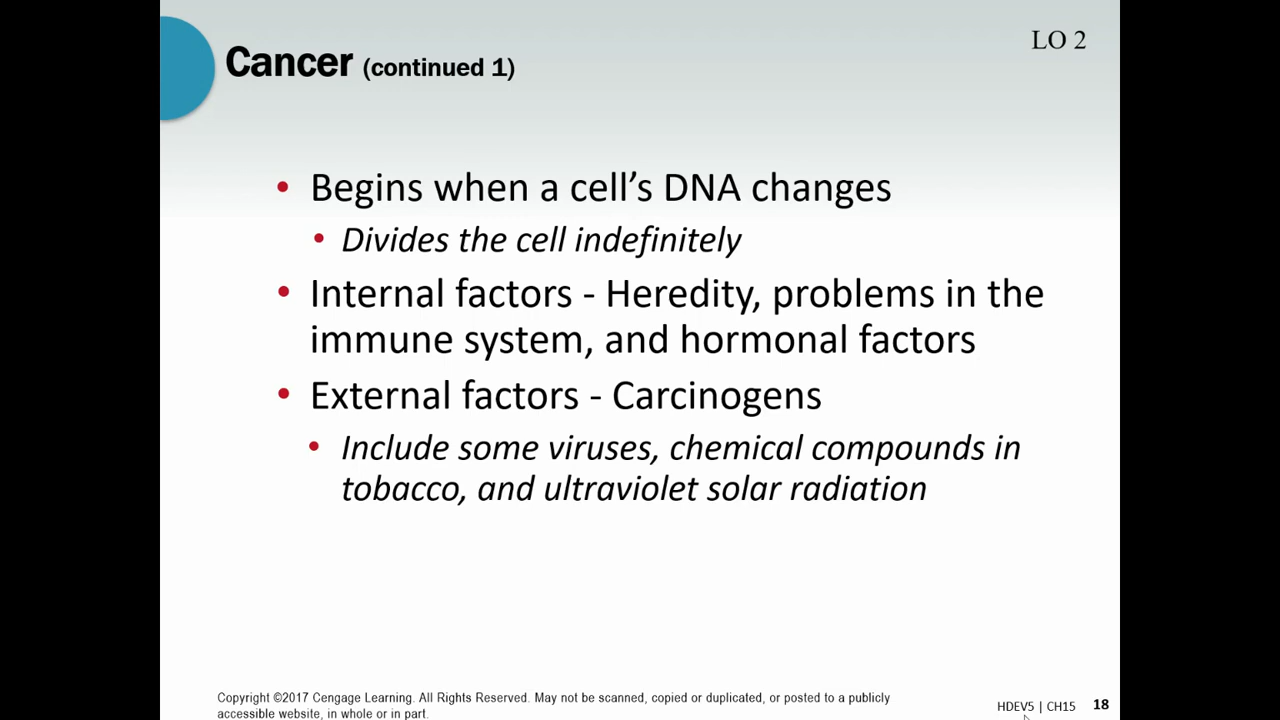 LO 2
Cancer (continued 1)
• Begins when a cell’s DNA changes
• Divides the cell indefinitely
• Internal factors - Heredity, problems in the
immune system, and hormonal factors
• External factors - Carcinogens
• Include some viruses, chemical compounds in
tobacco, and ultraviolet solar radiation
Copyright ©2017 Cengage Learning. All Rights Reserved. May not be scanned, copied or duplicated, or posted to a publicly
accessible website, in whole or in part.
HDEV5 | CH15 18